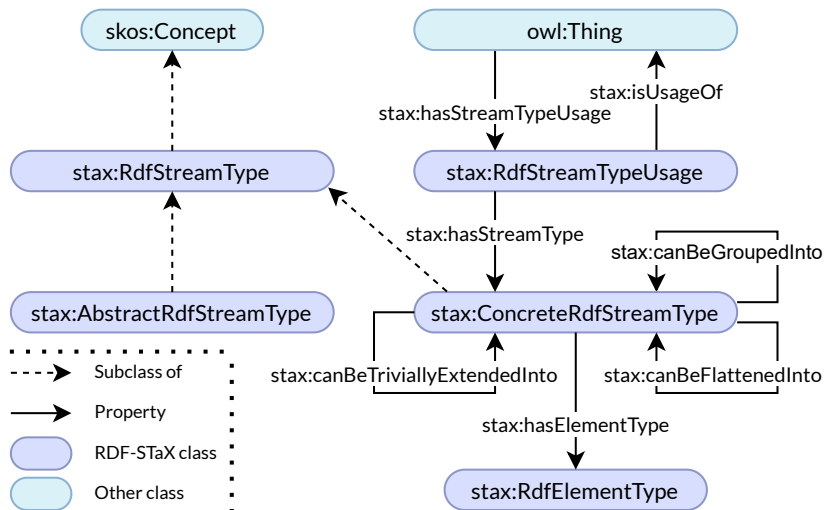 skos:Concept
owl:Thing
stax:isUsageOf
stax:hasStreamTypeUsage
stax:RdfStreamType
stax:RdfStreamTypeUsage
stax:hasStreamType
stax:canBeGroupedInto
stax:AbstractRdfStreamType
stax:ConcreteRdfStreamType
Subclass of
stax:canBeTriviallyExtendedInto
stax:canBeFlattenedInto
Property
stax:hasElementType
RDF-STaX class
Other class
stax:RdfElementType